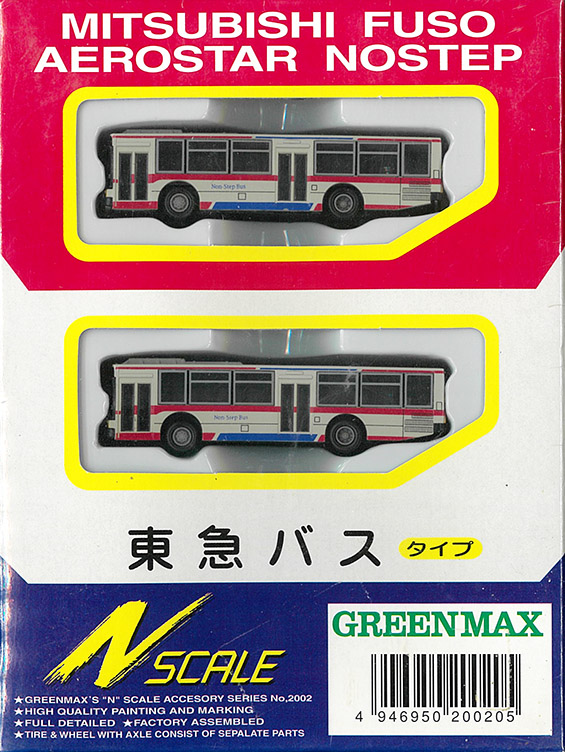 MITSUBISHI FUSO
AEROSTAR NOSTEP
Non Step Bus
Non Step Bus
東急バス タイプ
N SCALE
GREENMAX
★GREENMAX'S "N" SCALE ACCESORY SERIES No,2002
★HIGH QUALITY PAINTING AND MARKING
★FULL DETAILED ★FACTORY ASSEMBLED
★TIRE & WHEEL WITH AXLE CONSIST OF SEPALATE PARTS
4 946950 200205